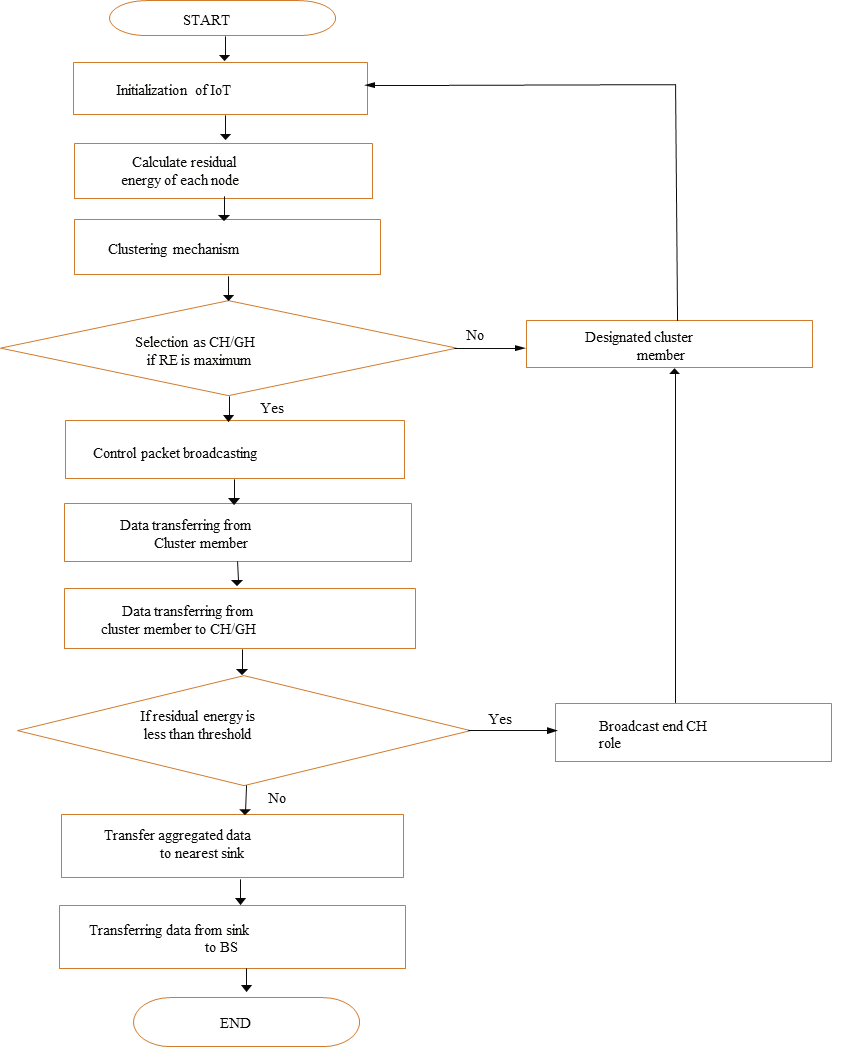 START
Initialization of IoT
Calculate residual
energy of each node
Clustering mechanism
Selection as CH/GH
if RE is maximum
No
Designated cluster
member
Yes
Control packet broadcasting
Data transferring from
Cluster member
Data transferring from
cluster member to CH/GH
If residual energy is
less than threshold
Yes
Broadcast end CH
role
No
Transfer aggregated data
to nearest sink
Transferring data from sink
to BS
END